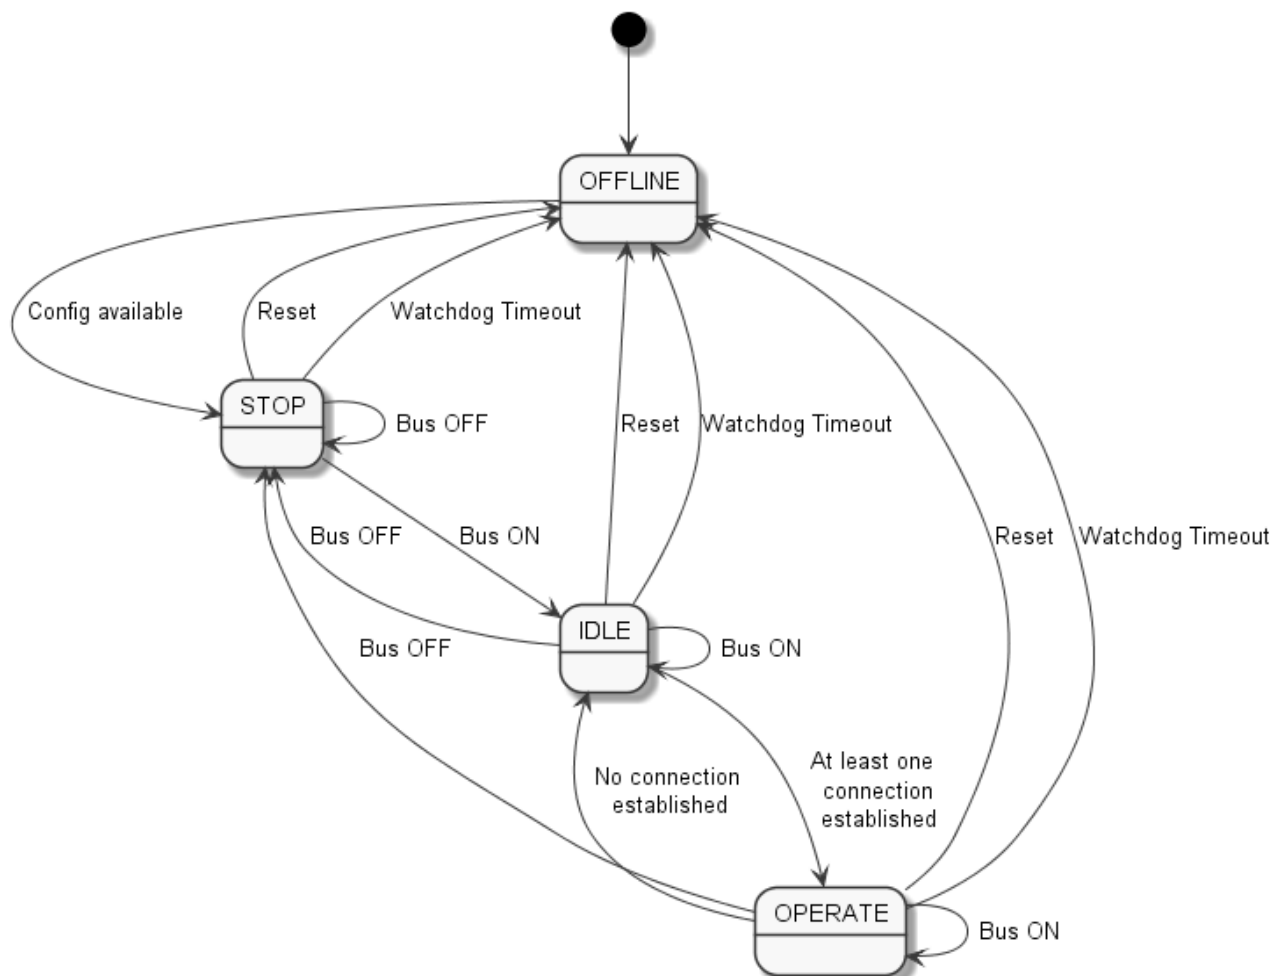 OFFLINE
Config available
Reset
Watchdog Timeout
STOP
Bus OFF
Reset
Watchdog Timeout
Bus OFF
Bus ON
Reset
Watchdog Timeout
IDLE
Bus OFF
Bus ON
No connection
established
At least one
connection
established
OPERATE
Bus ON